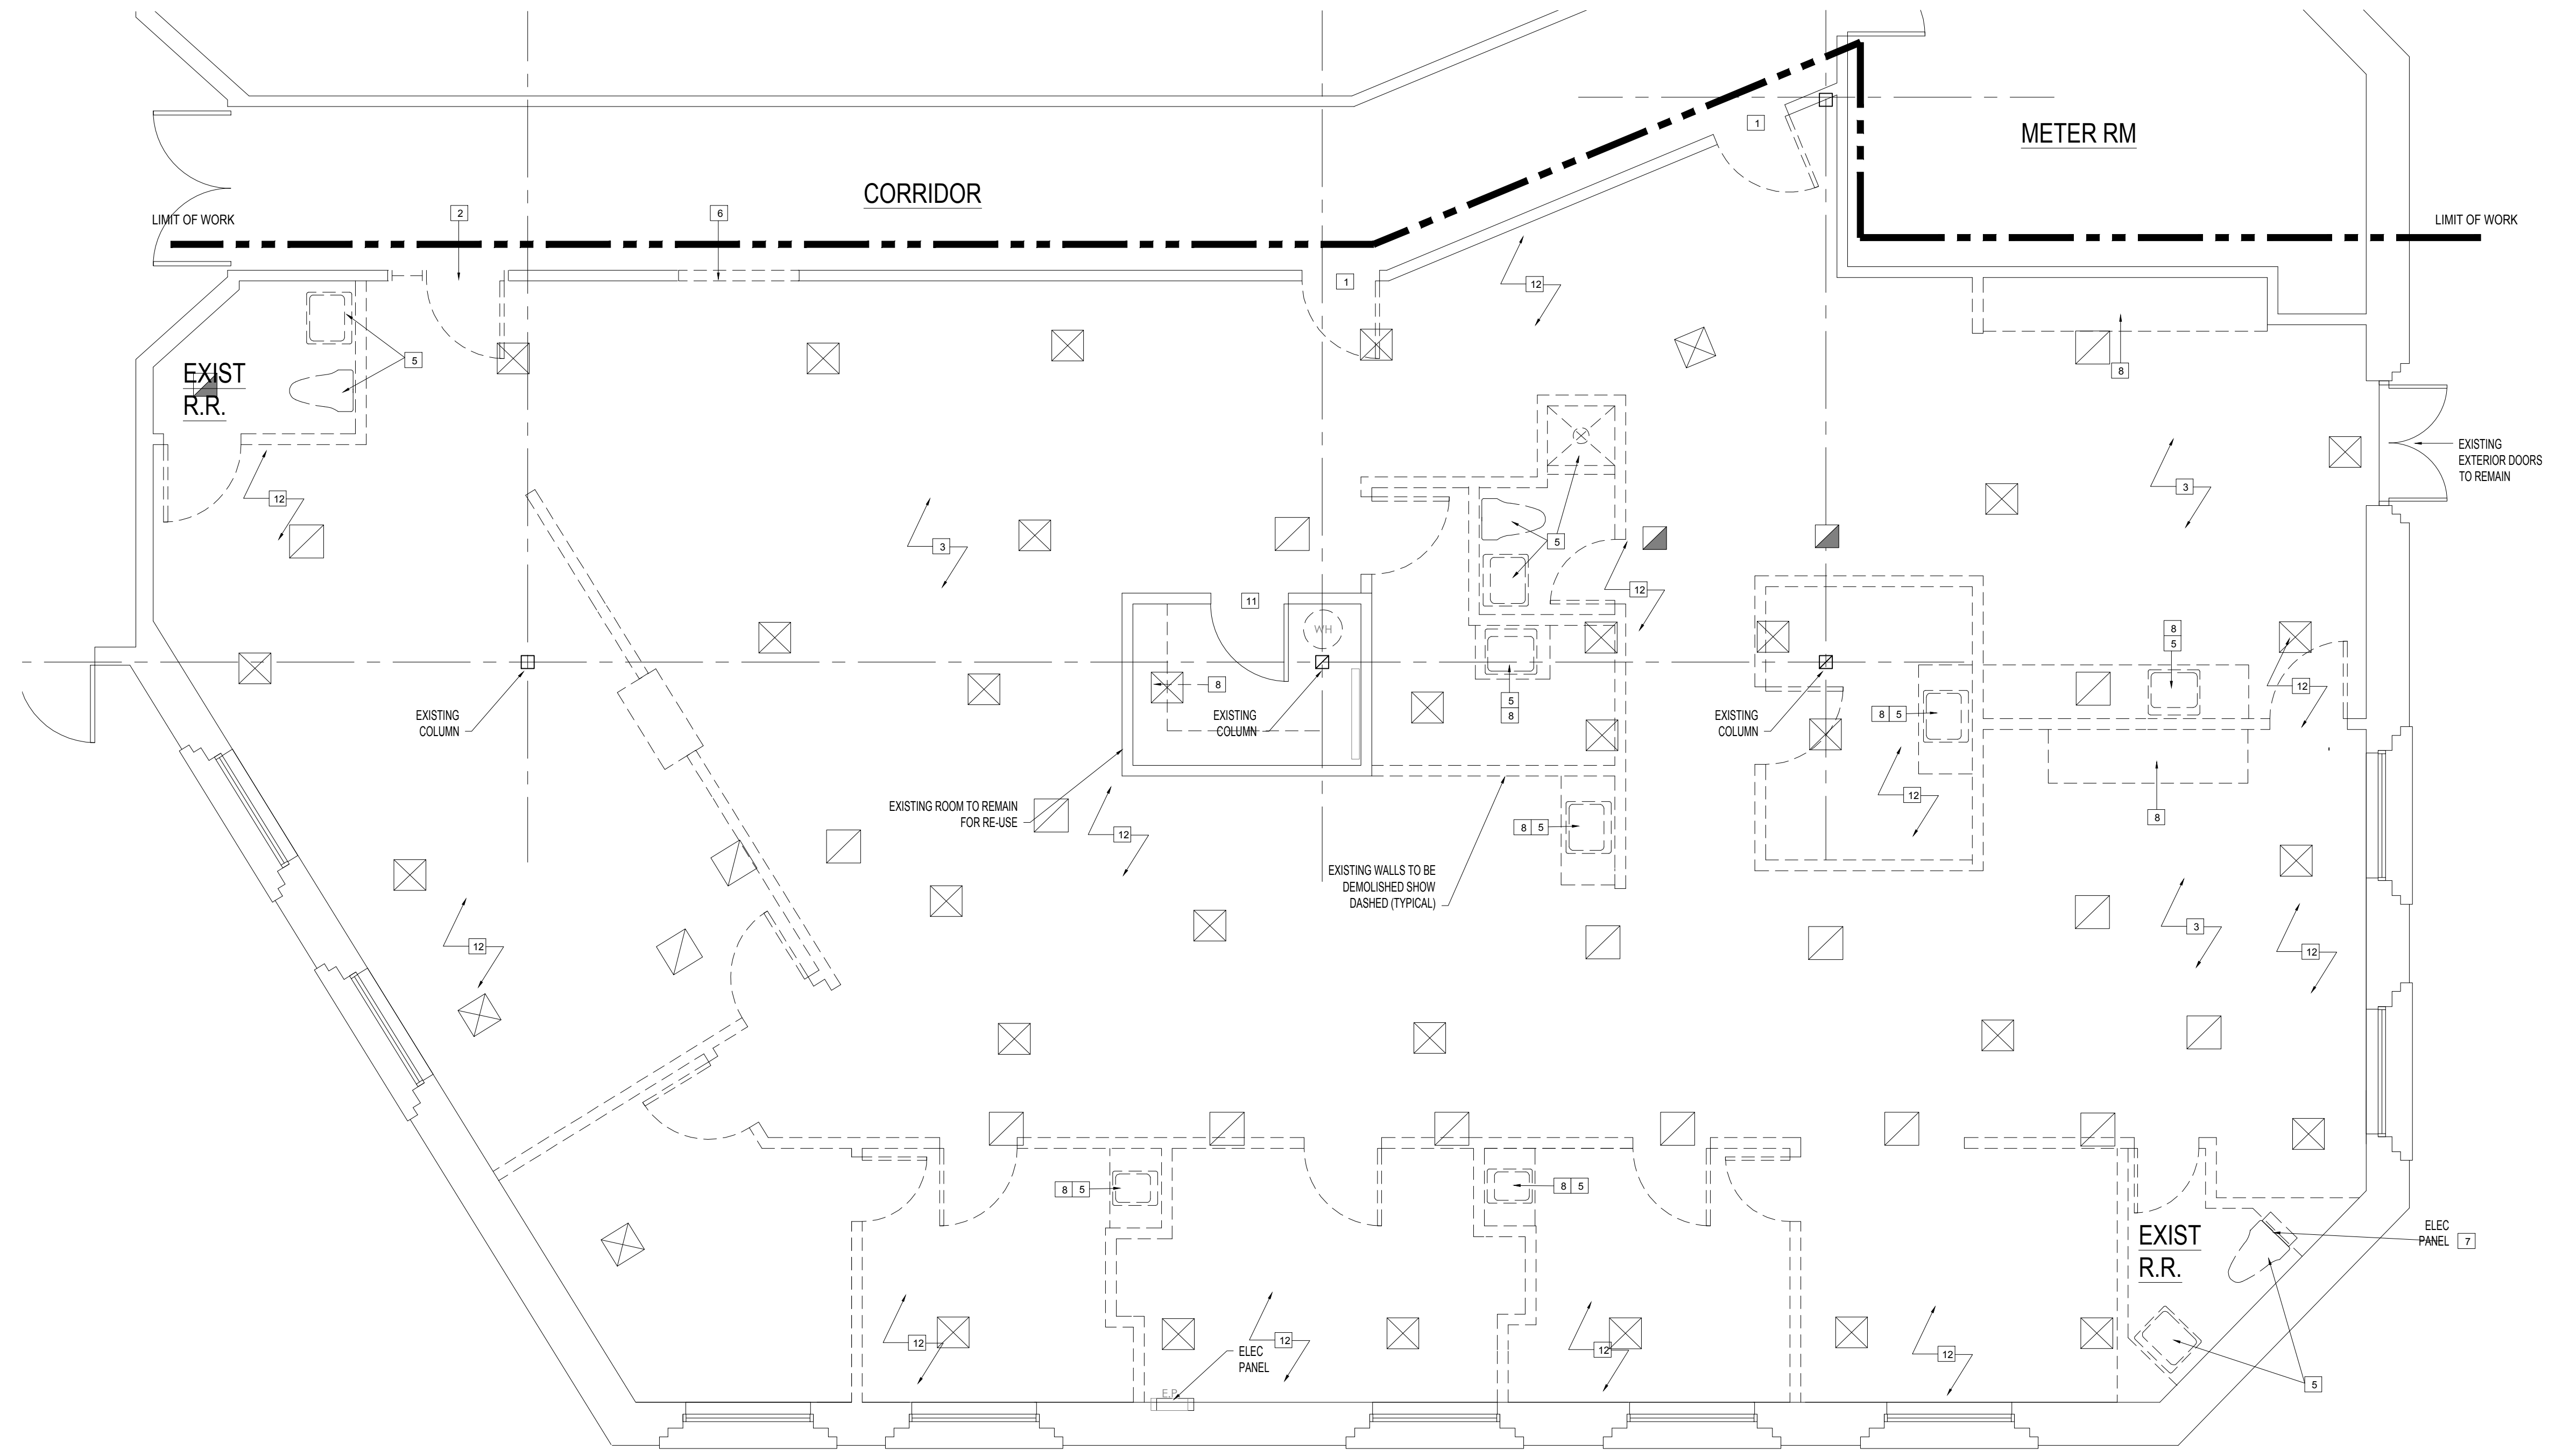 1
METER RM
CORRIDOR
LIMIT OF WORK
2
6
LIMIT OF WORK
1
12
5
8
EXIST
R.R.
EXISTING
EXTERIOR DOORS
TO REMAIN
12
3
3
5
12
11
WH
8
5
8
12
EXISTING
COLUMN
EXISTING
COLUMN
5
8
EXISTING
COLUMN
8 5
EXISTING ROOM TO REMAIN
FOR RE-USE
12
8 5
12
8
EXISTING WALLS TO BE
DEMOLISHED SHOW
DASHED (TYPICAL)
12
3
12
8 5
8 5
EXIST
R.R.
ELEC
PANEL
7
12
12
12
12
ELEC
PANEL
E.P.
5